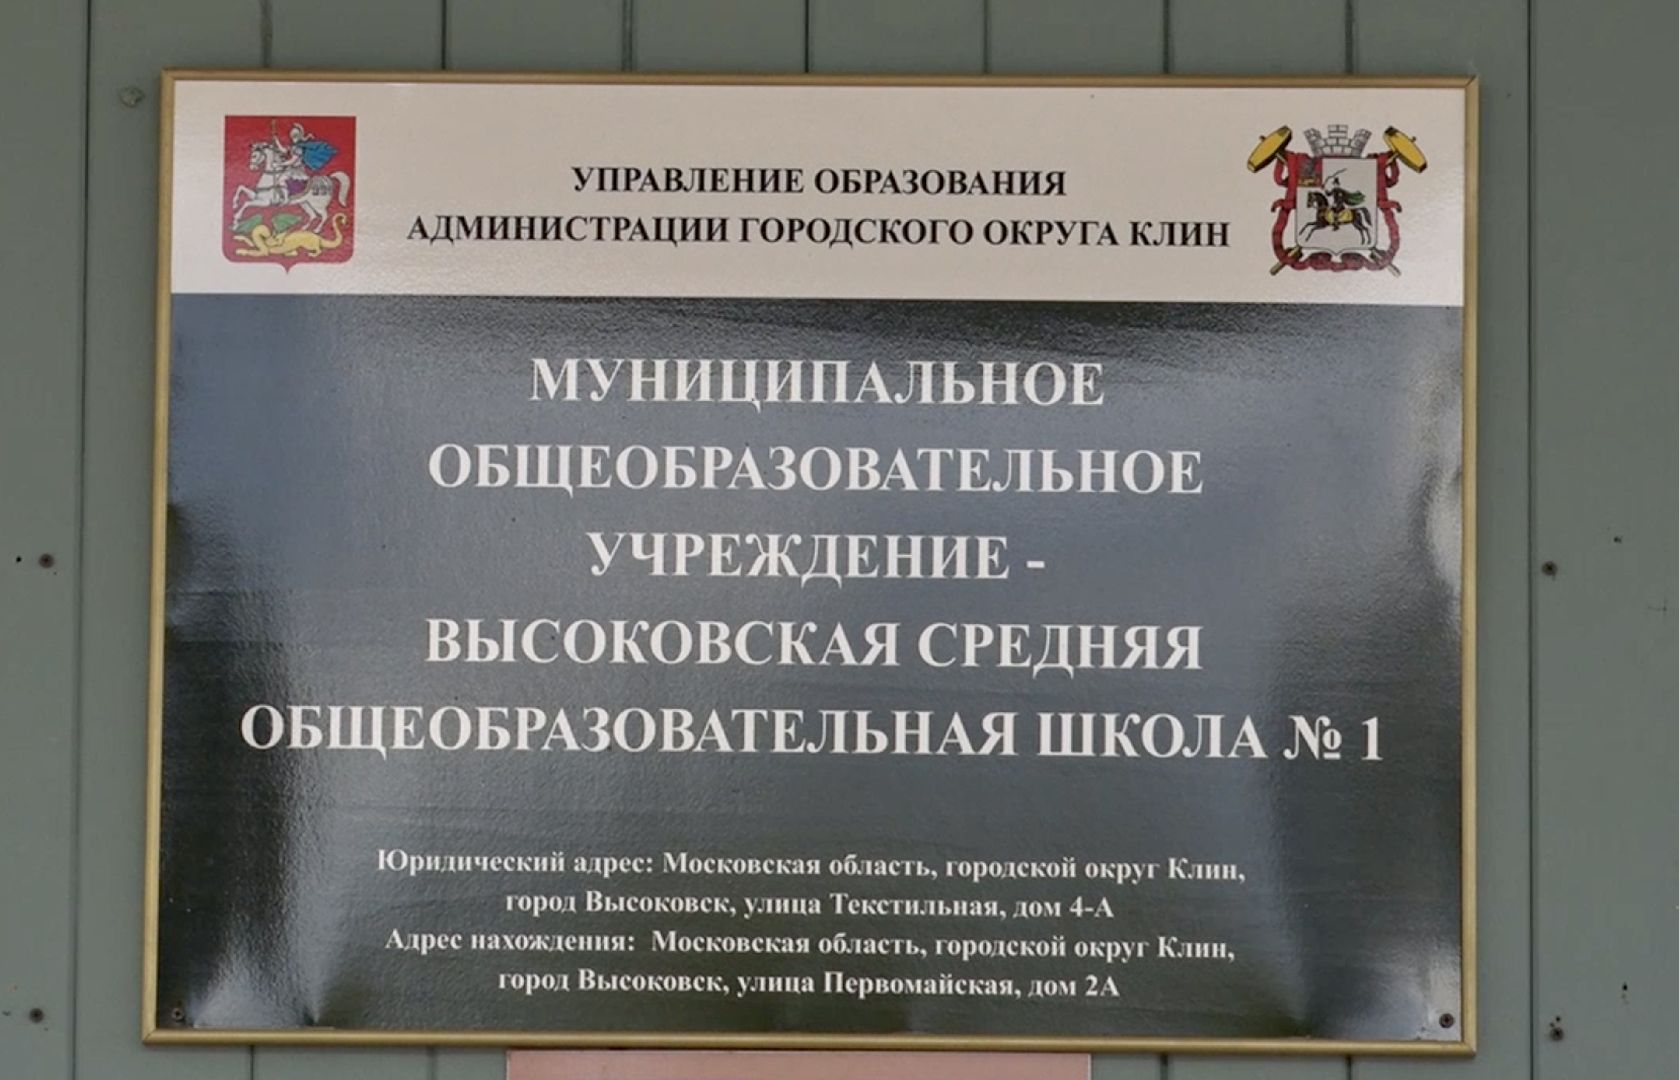 УПРАВЛЕНИЕ ОБРАЗОВАНИЯ
АДМИНИСТРАЦИИ ГОРОДСКОГО ОКРУГА КЛИН
МУНИЦИПАЛЬНОЕ
ОБЩЕОБРАЗОВАТЕЛЬНОЕ
УЧРЕЖДЕНИЕ -
ВЫСОКОВСКАЯ СРЕДНЯЯ
ОБЩЕОБРАЗОВАТЕЛЬНАЯ ШКОЛА № 1
Юридический адрес: Московская область, городской округ Клин,
город Высоковск, улица Текстильная, дом 4-А
Адрес нахождения: Московская область, городской округ Клин,
город Высоковск, улица Первомайская, дом 2А